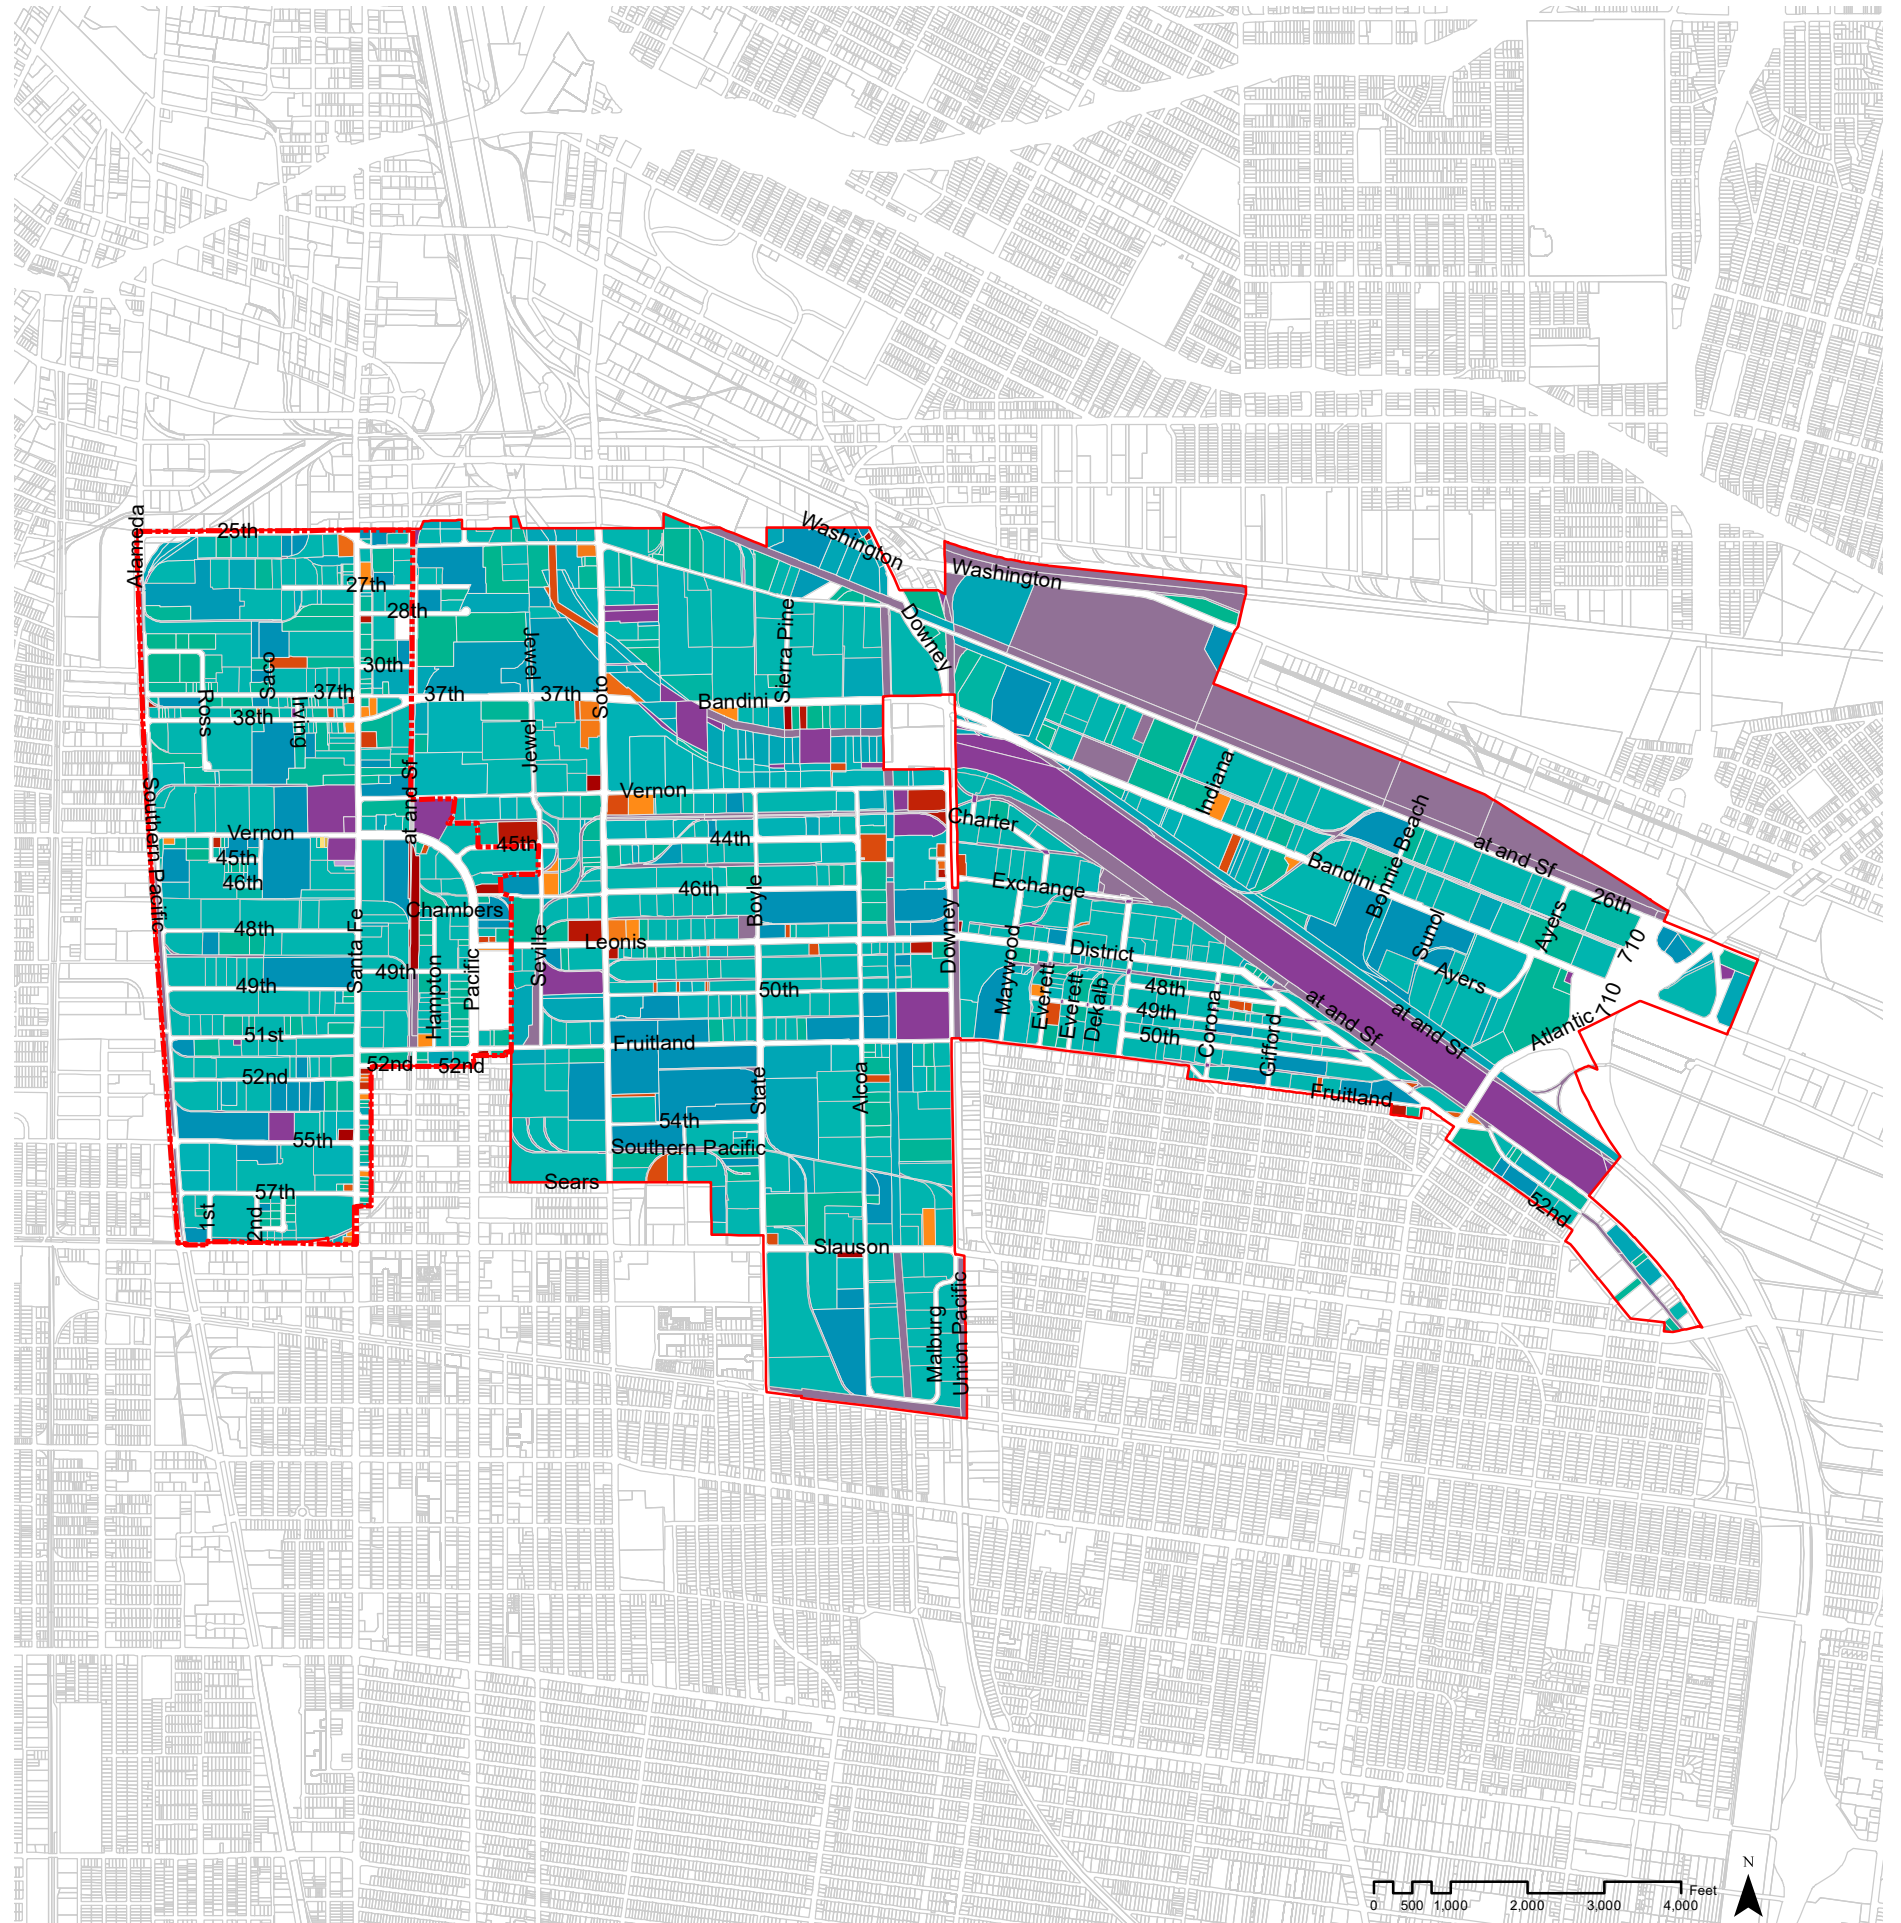 Alameda
25th
Washington
Washington
27th
28th
Downey
Jewel
Sierra Pine
30th
Saco
37th
37th
37th
Soto
Bandini
Ross
Irving
38th
Jewel
Indiana
at and Sf
Vernon
Southern Pacific
Vernon
Charter
Bonnie Beach
45th
44th
at and Sf
45th
46th
46th
Exchange
Bandini
26th
Boyle
Chambers
48th
Santa Fe
Seville
Leonis
Downey
Maywood
District
Sunol
Ayers
710
49th
Hampton
Pacific
49th
50th
Everett
Everett
Dekalb
48th
49th
50th
Corona
Gifford
at and Sf
at and Sf
Ayers
710
Atlantic
51st
Fruitland
52nd
52nd
52nd
State
Alcoa
Fruitland
54th
55th
Southern Pacific
Sears
57th
1st
2nd
52nd
Slauson
Malburg
Union Pacific
N
Feet
0 500 1,000 2,000 3,000 4,000